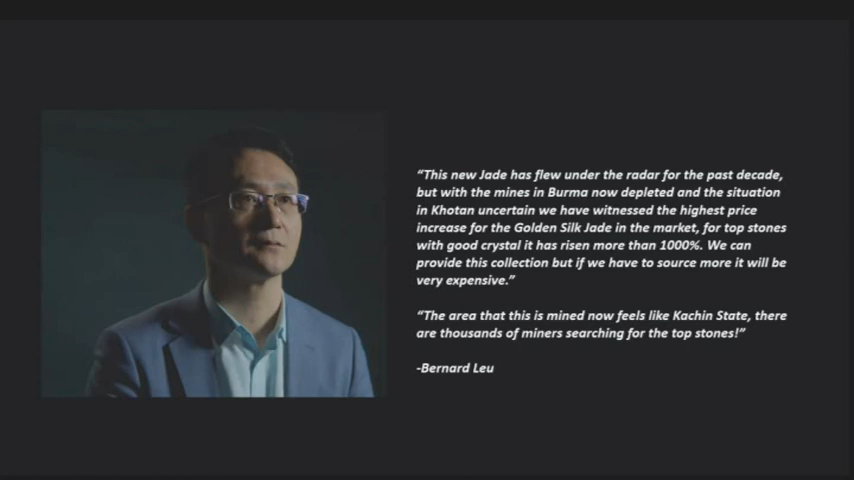 “This new Jade has flew under the radar for the past decade,
but with the mines in Burma now depleted and the situation
in Khotan uncertain we have witnessed the highest price
increase for the Golden Silk Jade in the market, for top stones
with good crystal it has risen more than 1000%. We can
provide this collection but if we have to source more it will be
very expensive.”
“The area that this is mined now feels like Kachin State, there
are thousands of miners searching for the top stones!”
-Bernard Leu